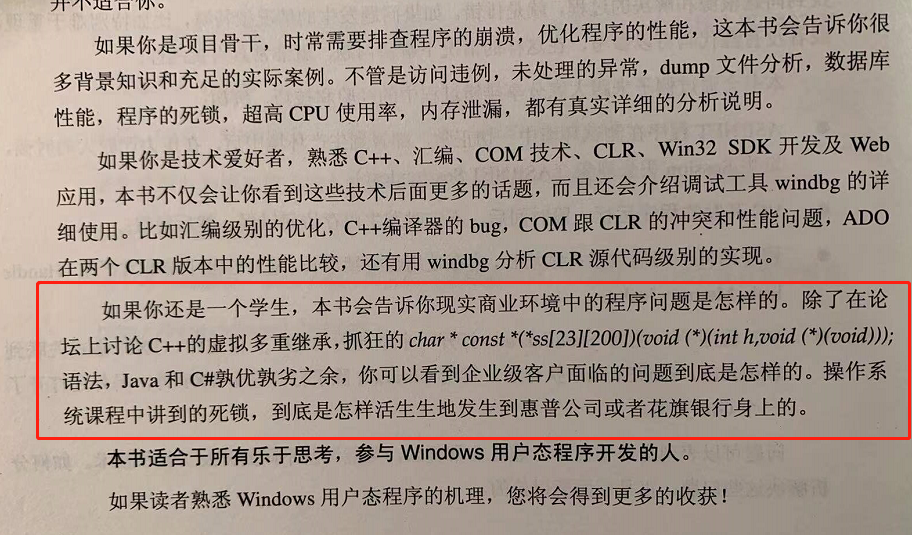 并不适合你。
如果你是项目骨干，时常需要排查程序的崩溃，优化程序的性能，这本书会告诉你很
多背景知识和充足的实际案例。不管是访问违例，未处理的异常，dump 文件分析，数据库
性能，程序的死锁，超高 CPU 使用率，内存泄漏，都有真实详细的分析说明。
如果你是技术爱好者，熟悉 C++、汇编、COM 技术、CLR、Win32 SDK 开发及 Web
应用，本书不仅会让你看到这些技术后面更多的话题，而且还会介绍调试工具 windbg 的详
细使用。比如汇编级别的优化，C++编译器的 bug，COM 跟 CLR 的冲突和性能问题，ADO
在两个 CLR 版本中的性能比较，还有用 windbg 分析 CLR 源代码级别的实现。
如果你还是一个学生，本书会告诉你现实商业环境中的程序问题是怎样的。除了在论
坛上讨论 C++的虚拟多重继承，抓狂的 char * const *(*ss[23][200])(void (*)(int h,void (*)(void)));
语法，Java 和 C#孰优孰劣之余，你可以看到企业级客户面临的问题到底是怎样的。操作系
统课程中讲到的死锁，到底是怎样活生生地发生到惠普公司或者花旗银行身上的。
本书适合于所有乐于思考，参与 Windows 用户态程序开发的人。
如果读者熟悉 Windows 用户态程序的机理，您将会得到更多的收获！